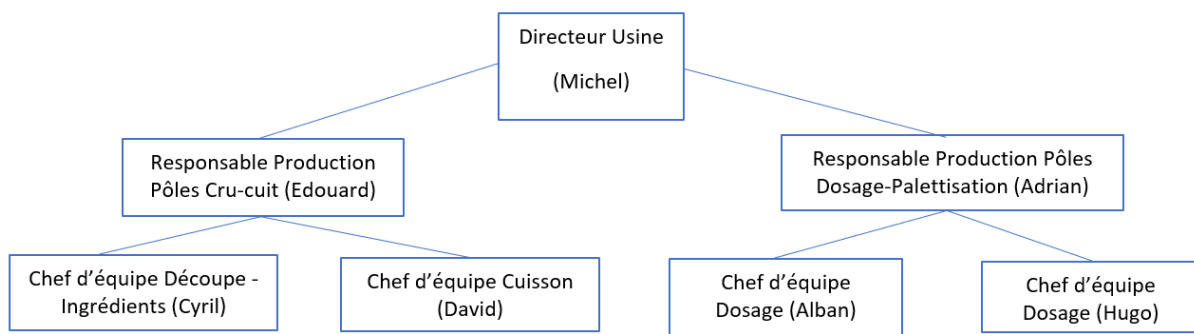 Directeur Usine
(Michel)
Responsable Production
Pôles Cru-cuit (Edouard)
Responsable Production Pôles
Dosage-Palettisation (Adrian)
Chef d’équipe Découpe -
Ingrédients (Cyril)
Chef d’équipe Cuisson
(David)
Chef d’équipe
Dosage (Alban)
Chef d’équipe
Dosage (Hugo)